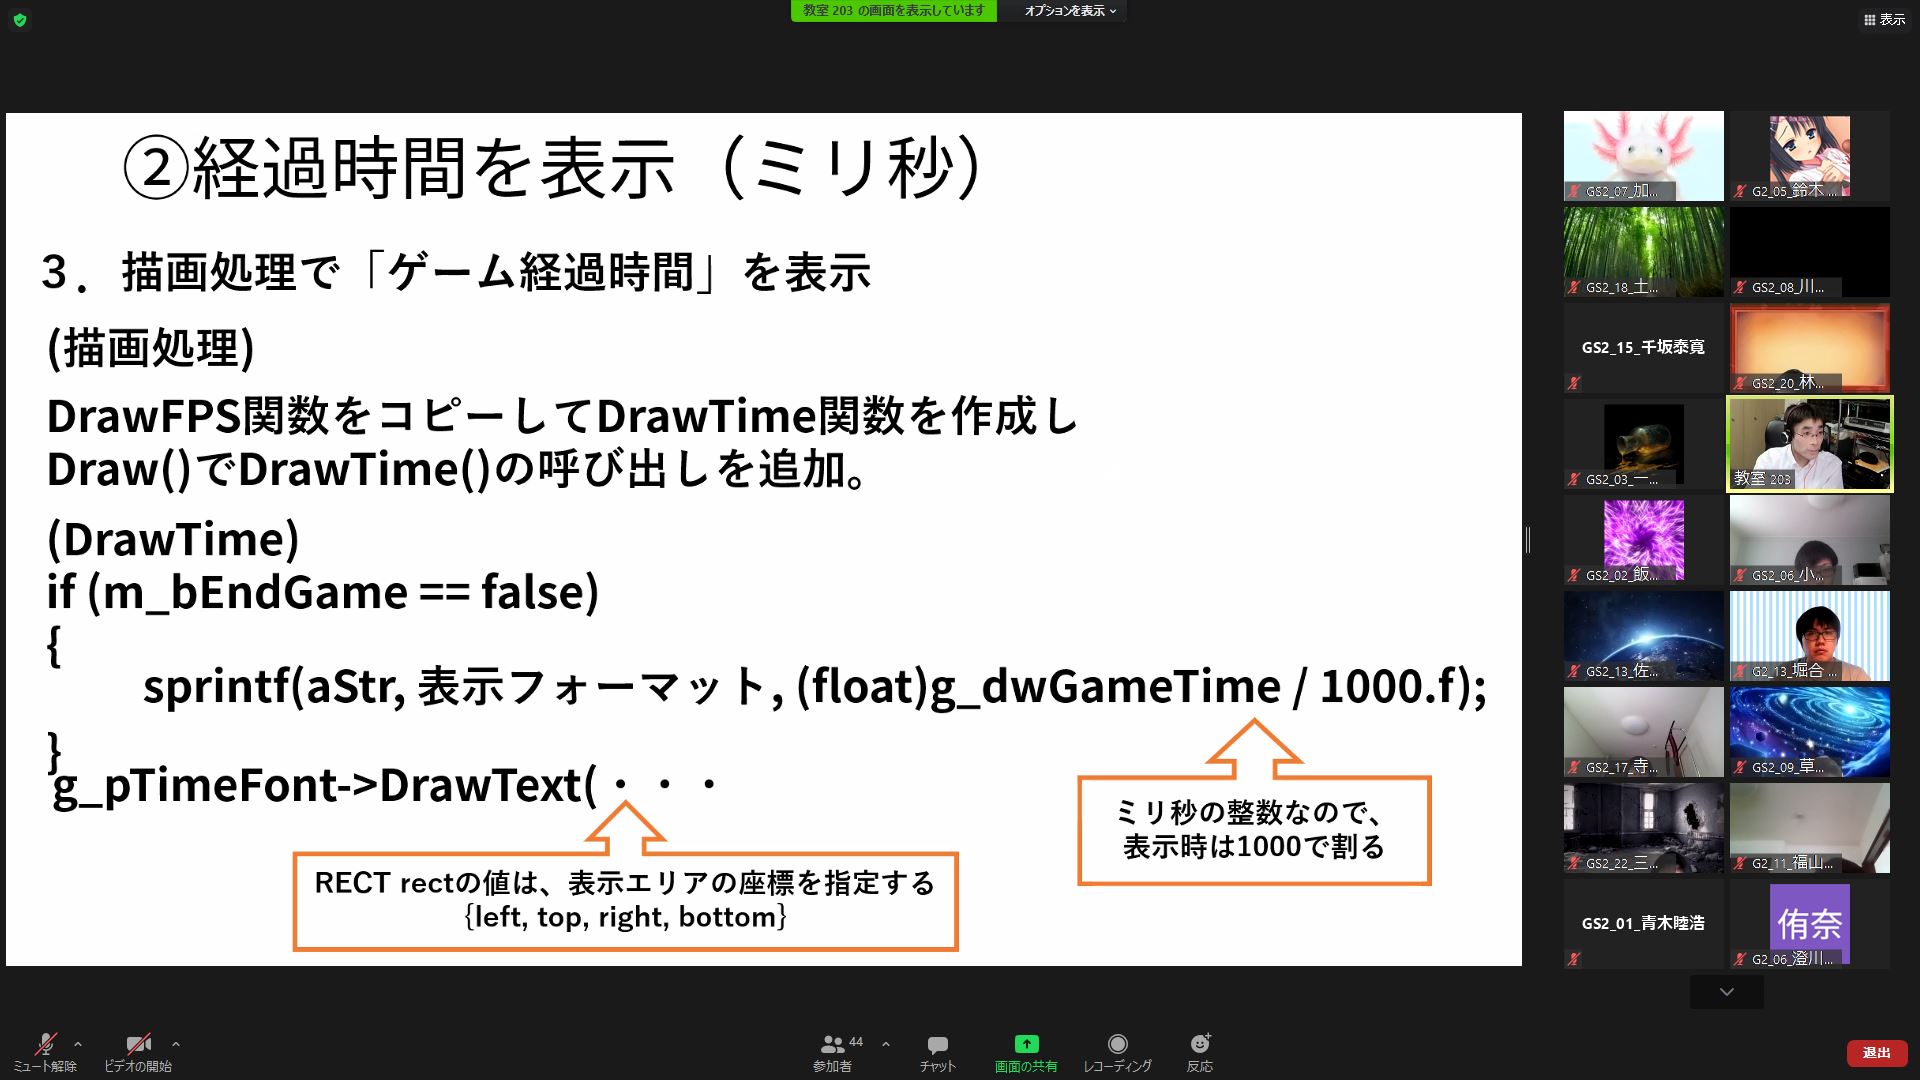 教室 203 の画面を表示しています
オプションを表示
表示
②経過時間を表示（ミリ秒）
３．描画処理で「ゲーム経過時間」を表示
(描画処理)
DrawFPS関数をコピーしてDrawTime関数を作成し
Draw()でDrawTime()の呼び出しを追加。
(DrawTime)
if (m_bEndGame == false)
{
sprintf(aStr, 表示フォーマット, (float)g_dwGameTime / 1000.f);
}
g_pTimeFont->DrawText(・・・
ミリ秒の整数なので、
表示時は1000で割る
RECT rectの値は、表示エリアの座標を指定する
{left, top, right, bottom}
GS2_07_加...
G2_05_鈴木 ...
GS2_18_土...
GS2_08_川...
GS2_15_千坂泰寛
GS2_20_林...
GS2_03_一...
教室 203
GS2_02_飯...
GS2_06_小...
GS2_13_佐...
G2_13_堀合 ...
GS2_17_寺...
GS2_09_草...
GS2_22_三...
G2_11_福山...
GS2_01_青木睦浩
侑奈
G2_06_澄川...
ミュート解除
ビデオの開始
44
参加者
チャット
画面の共有
レコーディング
反応
退出